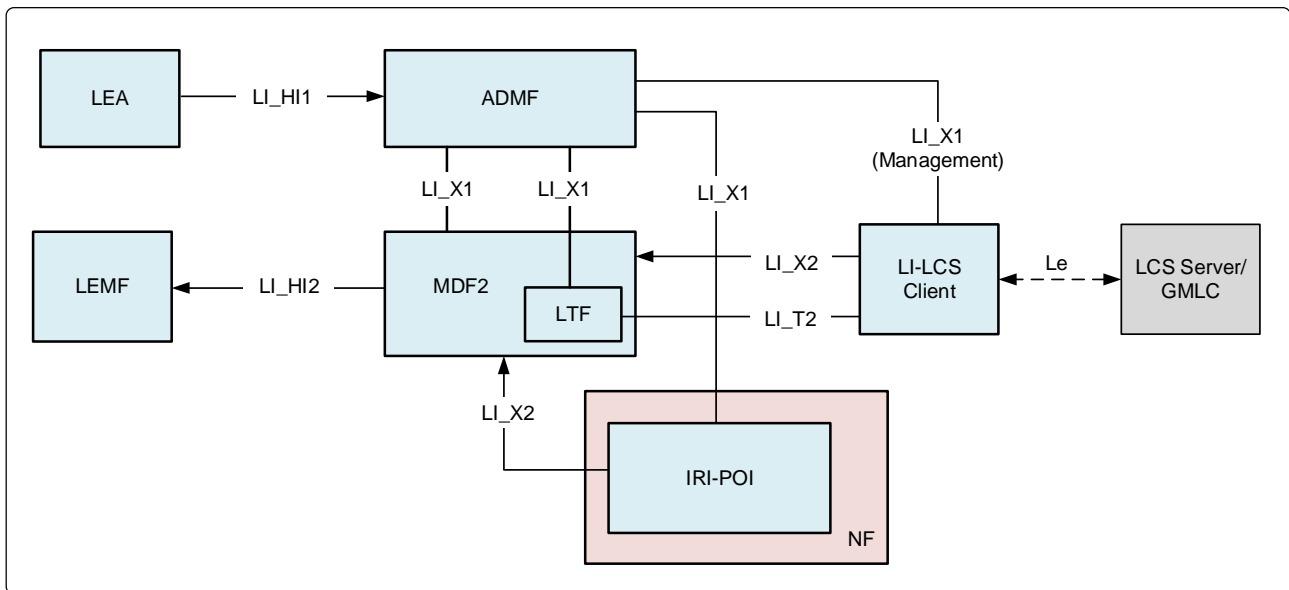 LEA
LI_HI1
ADMF
LI_X1
(Management)
LI_X1
LI_X1
LI_X1
LEMF
LI_HI2
MDF2
LTF
LI_X2
LI_T2
LI-LCS
Client
Le
LCS Server/
GMLC
LI_X2
IRI-POI
NF